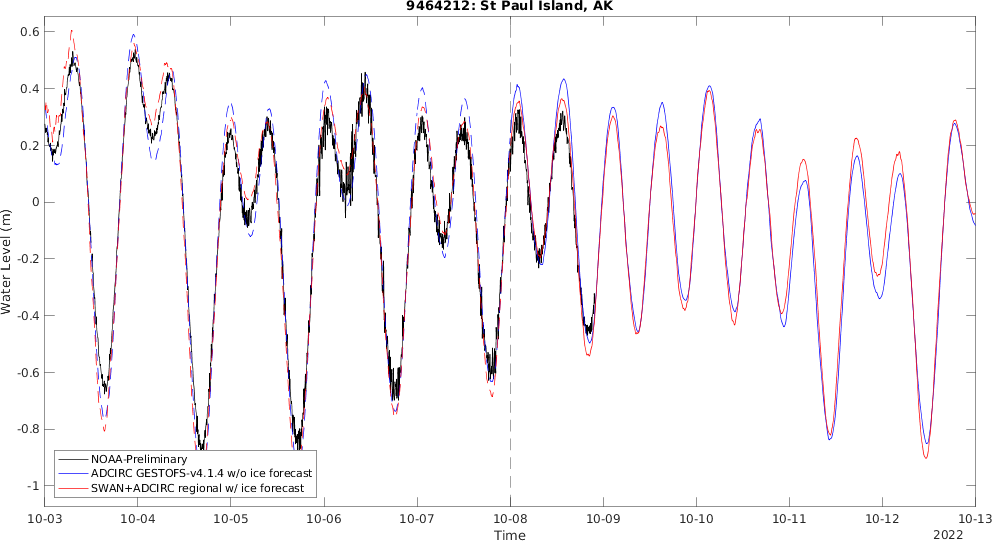 9464212: St Paul Island, AK
0.6
0.4
0.2
0
-0.2
-0.4
-0.6
-0.8
-1
Water Level (m)
NOAA-Preliminary
ADCIRC GESTOFS-v4.1.4 w/o ice forecast
SWAN+ADCIRC regional w/ ice forecast
10-03 10-04 10-05 10-06 10-07 10-08 10-09 10-10 10-11 10-12 10-13
Time
2022